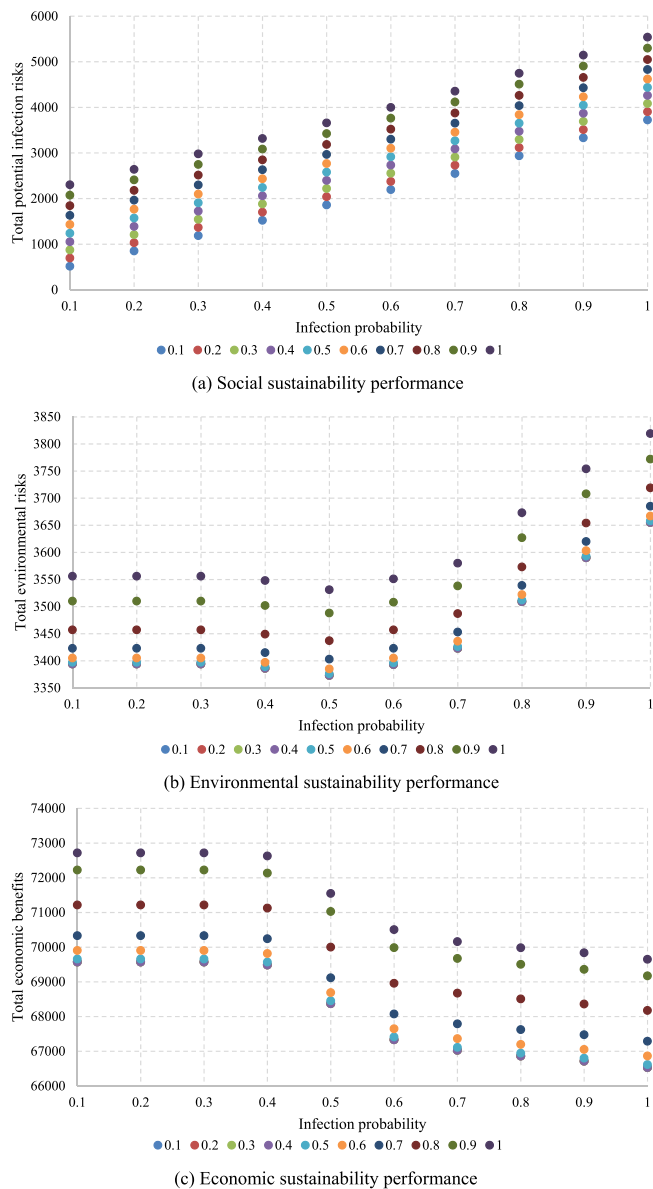 6000
5000
4000
3000
2000
1000
0
Total potential infection risks
0.1 0.2 0.3 0.4 0.5 0.6 0.7 0.8 0.9 1
Infection probability
0.1 0.2 0.3 0.4 0.5 0.6 0.7 0.8 0.9 1
(a) Social sustainability performance
3850
3800
3750
3700
3650
3600
3550
3500
3450
3400
3350
Total evnironmental risks
0.1 0.2 0.3 0.4 0.5 0.6 0.7 0.8 0.9 1
Infection probability
0.1 0.2 0.3 0.4 0.5 0.6 0.7 0.8 0.9 1
(b) Environmental sustainability performance
74000
73000
72000
71000
70000
69000
68000
67000
66000
Total economic benefits
0.1 0.2 0.3 0.4 0.5 0.6 0.7 0.8 0.9 1
Infection probability
0.1 0.2 0.3 0.4 0.5 0.6 0.7 0.8 0.9 1
(c) Economic sustainability performance